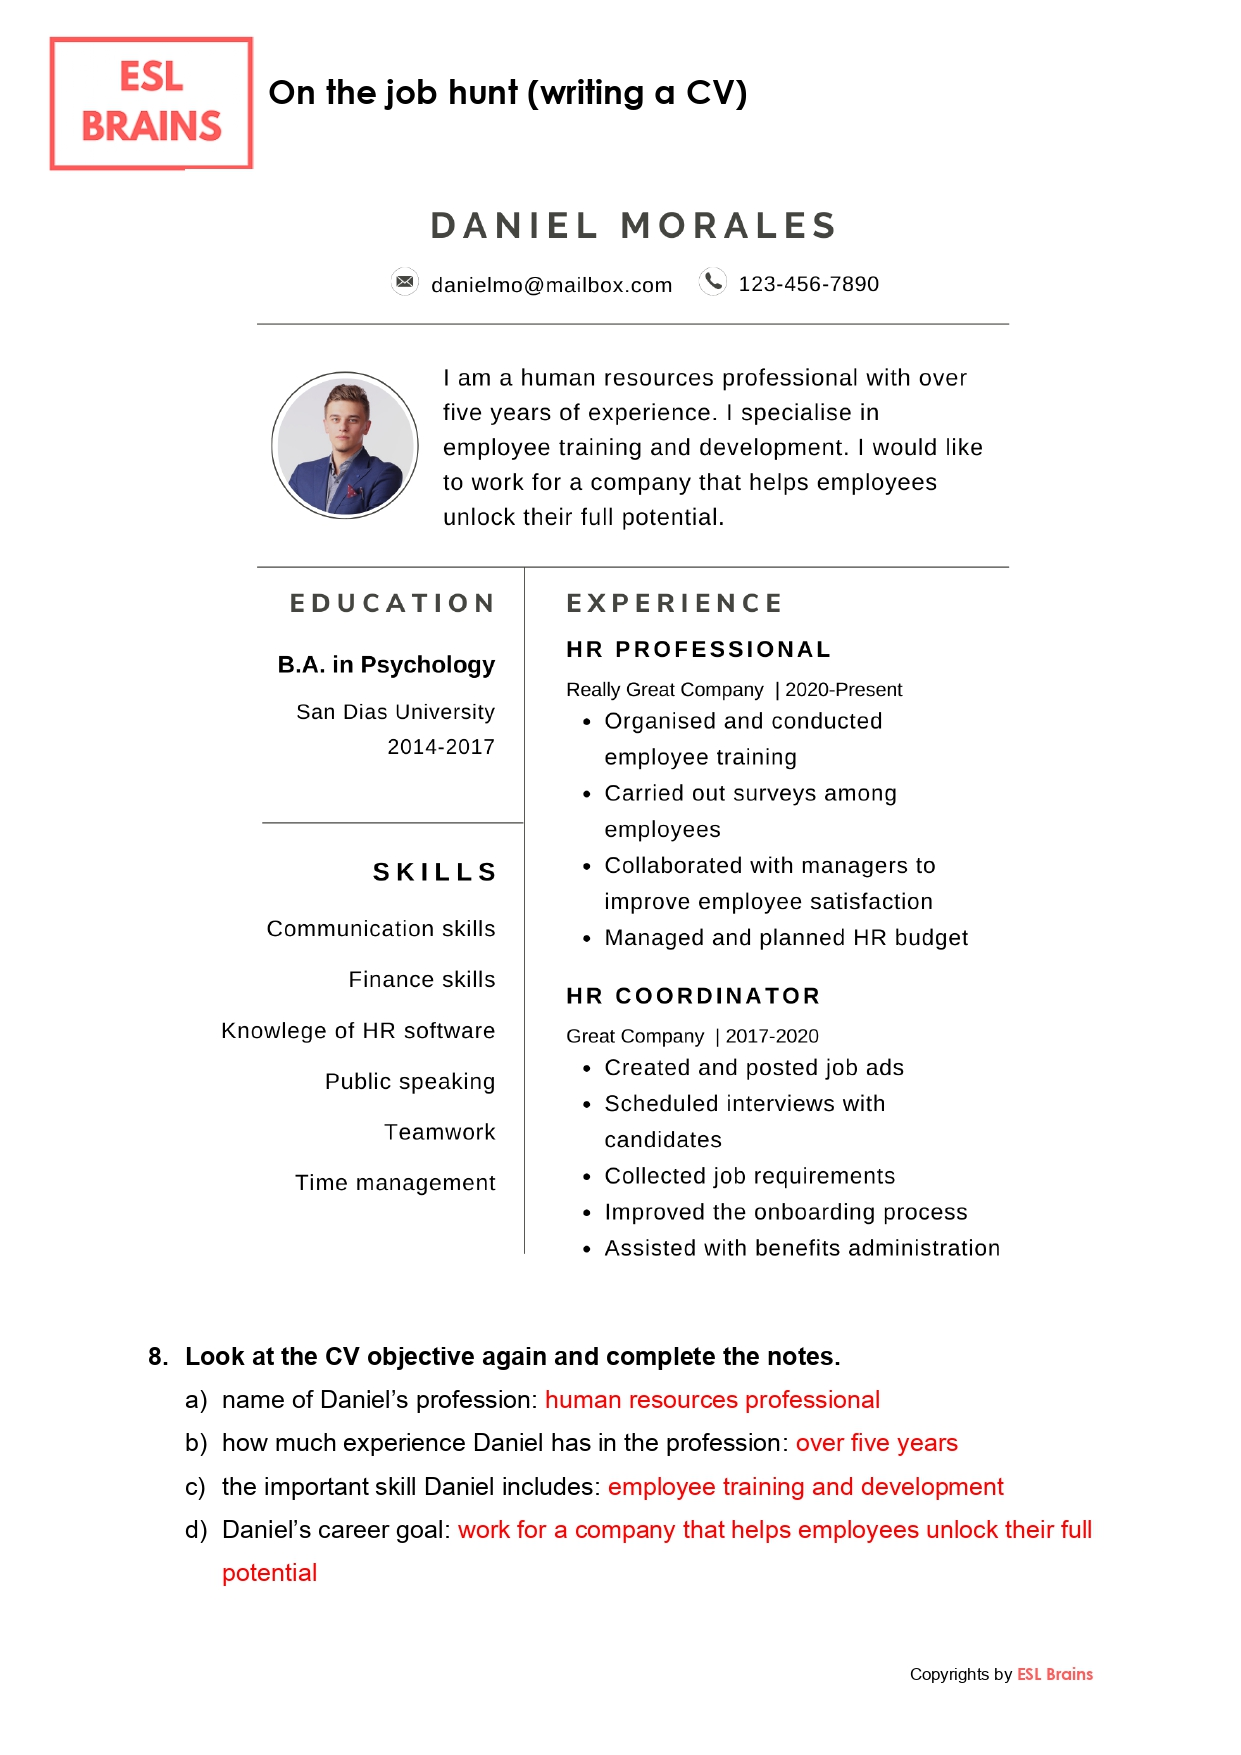 ESL
BRAINS
On the job hunt (writing a CV)
DANIEL MORALES
danielmo@mailbox.com 123-456-7890
I am a human resources professional with over
five years of experience. I specialise in
employee training and development. I would like
to work for a company that helps employees
unlock their full potential.
EDUCATION
B.A. in Psychology
San Dias University
2014-2017
SKILLS
Communication skills
Finance skills
Knowlege of HR software
Public speaking
Teamwork
Time management
EXPERIENCE
HR PROFESSIONAL
Really Great Company | 2020-Present
• Organised and conducted
employee training
• Carried out surveys among
employees
• Collaborated with managers to
improve employee satisfaction
• Managed and planned HR budget
HR COORDINATOR
Great Company | 2017-2020
• Created and posted job ads
• Scheduled interviews with
candidates
• Collected job requirements
• Improved the onboarding process
• Assisted with benefits administration
8. Look at the CV objective again and complete the notes.
a) name of Daniel’s profession: human resources professional
b) how much experience Daniel has in the profession: over five years
c) the important skill Daniel includes: employee training and development
d) Daniel’s career goal: work for a company that helps employees unlock their full
potential
Copyrights by ESL Brains